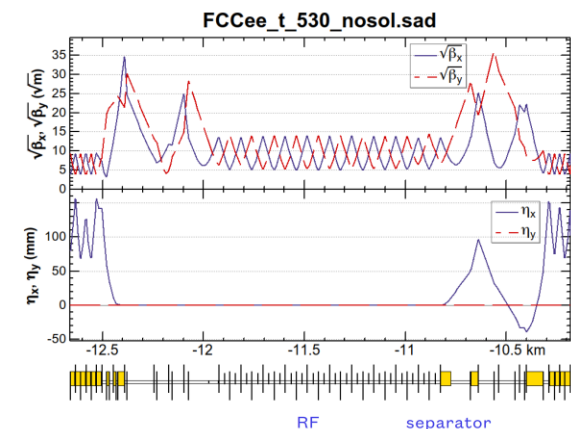 FCCee_t_530_nosol.sad
√βx, √βy (√m)
35
30
25
20
15
10
5
0
√βx
√βy
ηx, ηy (mm)
100
50
0
-50
ηx
ηy
-12.5 -12 -11.5 -11 -10.5 km
RF separator